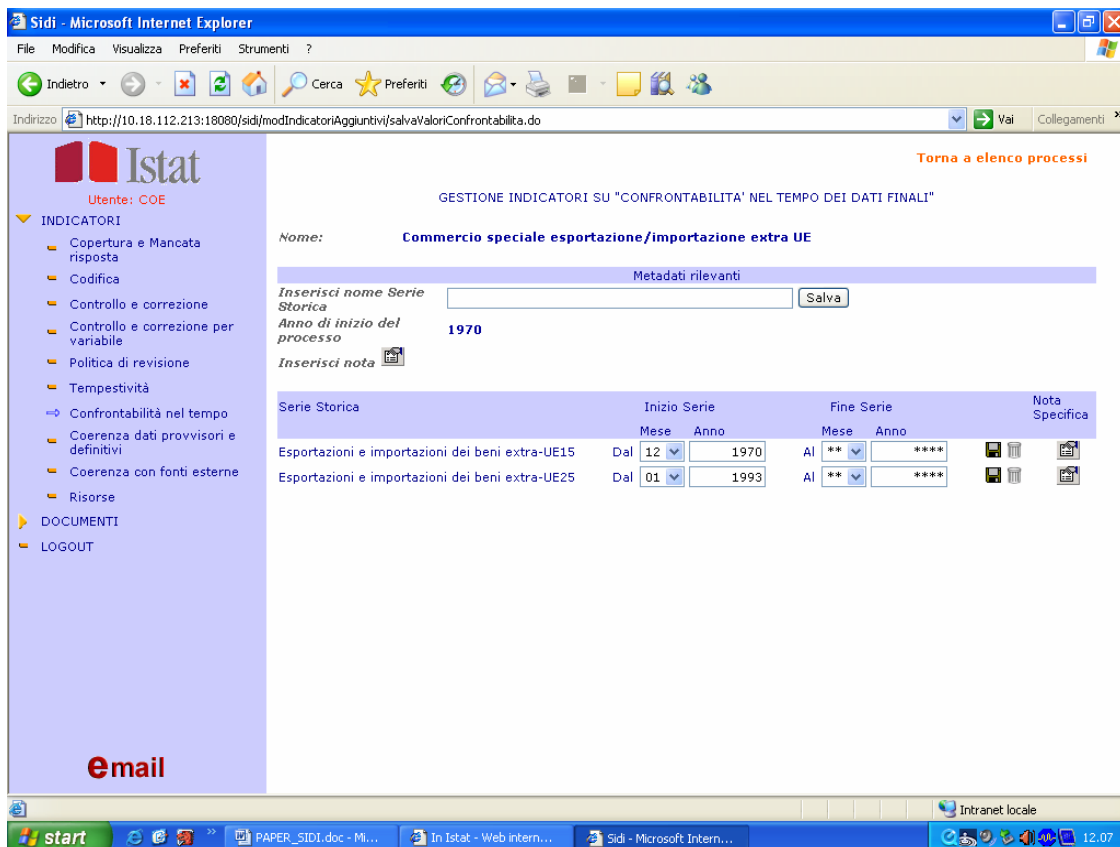 Sidi - Microsoft Internet Explorer
File Modifica Visualizza Preferiti Strumenti ?
Indietro Cerca Preferiti
Indirizzo http://10.18.112.213:18080/sidi/modIndicatoriAggiuntivi/salvaValoriConfrontabilita.do Vai Collegamenti »
Istat
Utente: COE
INDICATORI
Copertura e Mancata
risposta
Codifica
Controllo e correzione
Controllo e correzione per
variabile
Politica di revisione
Tempestività
Confrontabilità nel tempo
Coerenza dati provvisori e
definitivi
Coerenza con fonti esterne
Risorse
DOCUMENTI
LOGOUT
email
Torna a elenco processi
GESTIONE INDICATORI SU "CONFRONTABILITA' NEL TEMPO DEI DATI FINALI"
Nome: Commercio speciale esportazione/importazione extra UE
Metadati rilevanti
Inserisci nome Serie
Storica
Salva
Anno di inizio del
processo
1970
Inserisci nota
Serie Storica Inizio Serie Fine Serie Nota
Specifica
Mese Anno Mese Anno
Esportazioni e importazioni dei beni extra-UE15 Dal 12 1970 Al ** ****
Esportazioni e importazioni dei beni extra-UE25 Dal 01 1993 Al ** ****
Intranet locale
start » PAPER_SIDI.doc - Mi... In Istat - Web intern... Sidi - Microsoft Intern... 12.07